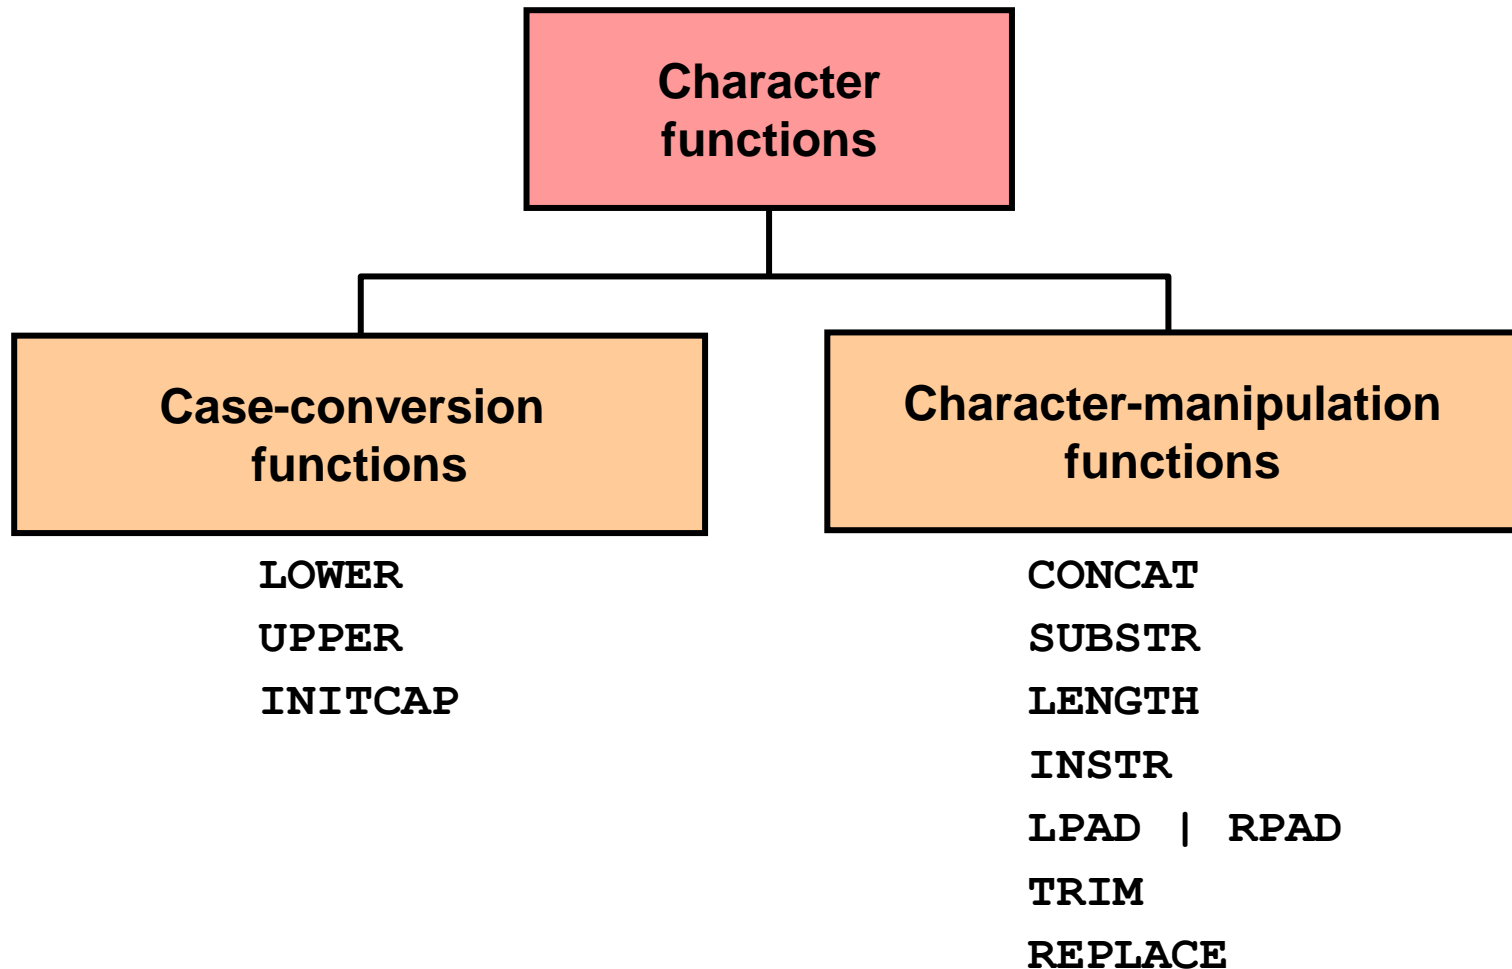 Character
functions
Case-conversion
functions
LOWER
UPPER
INITCAP
Character-manipulation
functions
CONCAT
SUBSTR
LENGTH
INSTR
LPAD | RPAD
TRIM
REPLACE